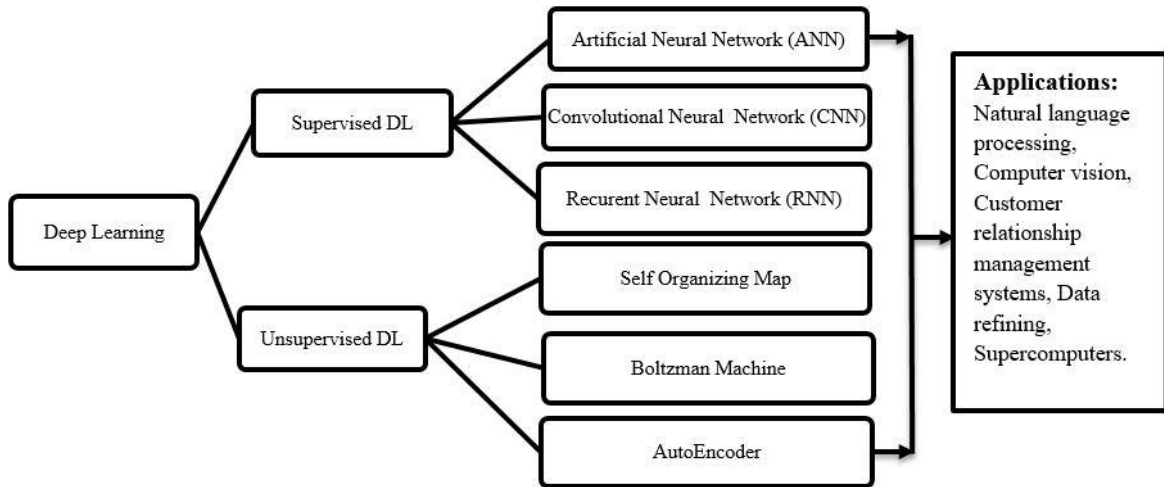 Artificial Neural Network (ANN)
Supervised DL
Convolutional Neural Network (CNN)
Recurent Neural Network (RNN)
Deep Learning
Self Organizing Map
Unsupervised DL
Boltzman Machine
AutoEncoder
Applications:
Natural language
processing,
Computer vision,
Customer
relationship
management
systems, Data
refining,
Supercomputers.